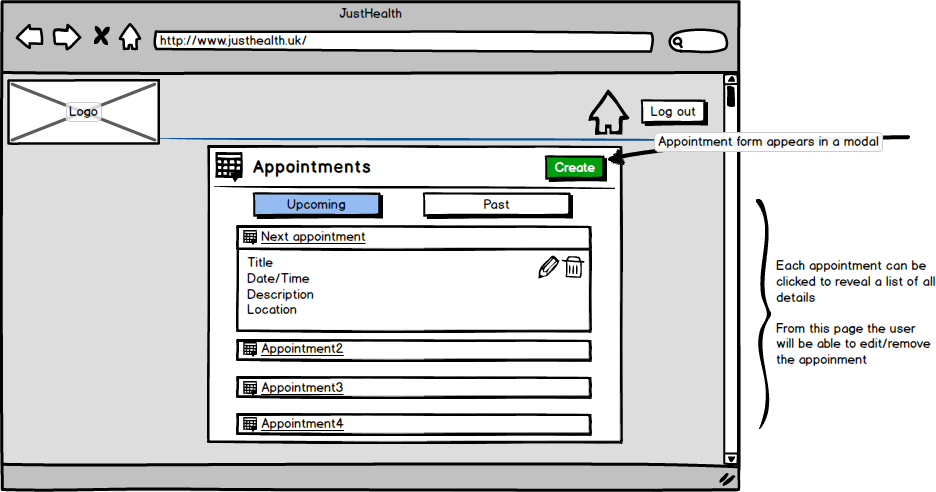 JustHealth
http://www.justhealth.uk/
Logo
Log out
Appointment form appears in a modal
Appointments
Create
Upcoming
Past
Next appointment
Title
Date/Time
Description
Location
Appointment2
Appointment3
Appointment4
Each appointment can be
clicked to reveal a list of all
details
From this page the user
will be able to edit/remove
the appoinment